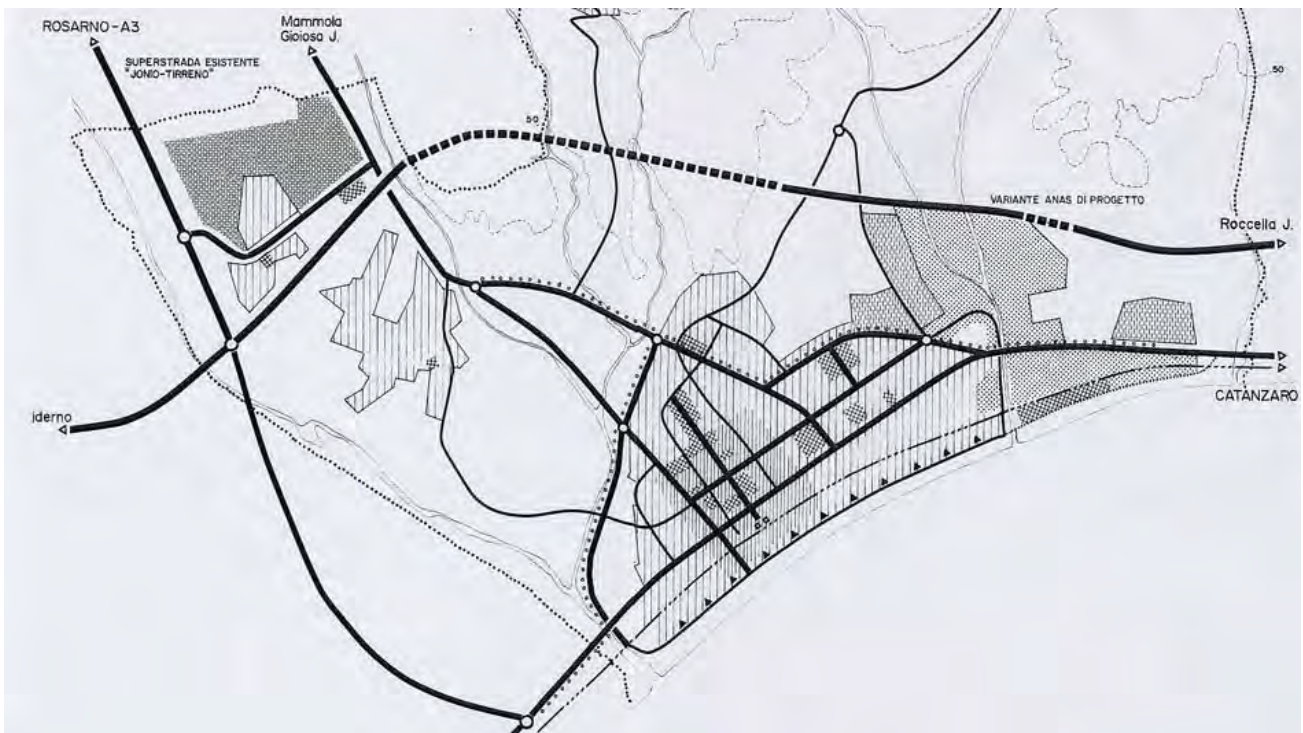 ROSARNO-A3
Mammola
Gioiosa J.
SUPERSTRADA ESISTENTE
"JONIO-TIRRENO"
50
50
VARIANTE ANAS DI PROGETTO
Roccella J.
CATANZARO
iderno